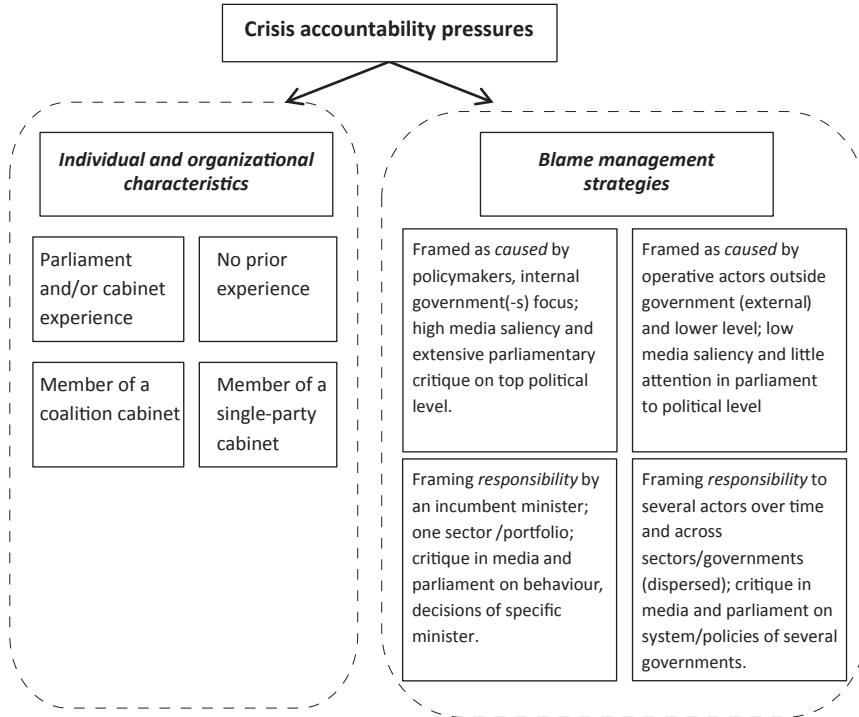 Crisis accountability pressures
Individual and organizational
characteristics
Parliament
and/or cabinet
experience
No prior
experience
Member of a
coalition cabinet
Member of a
single-party
cabinet
Blame management
strategies
Framed as caused by
policymakers, internal
government(-s) focus;
high media saliency and
extensive parliamentary
critique on top political
level.
Framed as caused by
operative actors outside
government (external)
and lower level; low
media saliency and little
attention in parliament
to political level
Framing responsibility by
an incumbent minister;
one sector /portfolio;
critique in media and
parliament on behaviour,
decisions of specific
minister.
Framing responsibility to
several actors over time
and across
sectors/governments
(dispersed); critique in
media and parliament on
system/policies of several
governments.